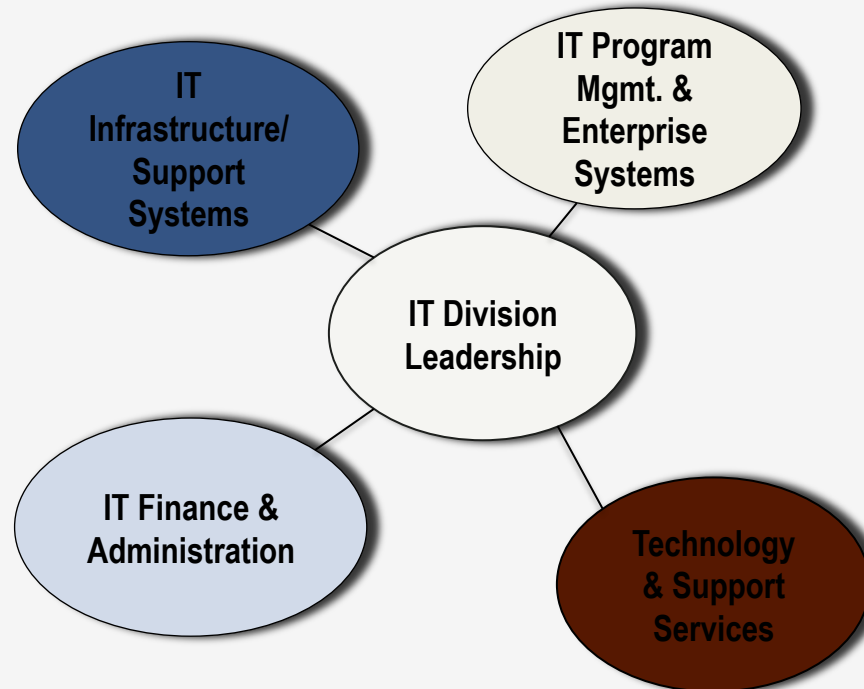 IT
Infrastructure/
Support
Systems
IT Program
Mgmt. &
Enterprise
Systems
IT Division
Leadership
IT Finance &
Administration
Technology
& Support
Services